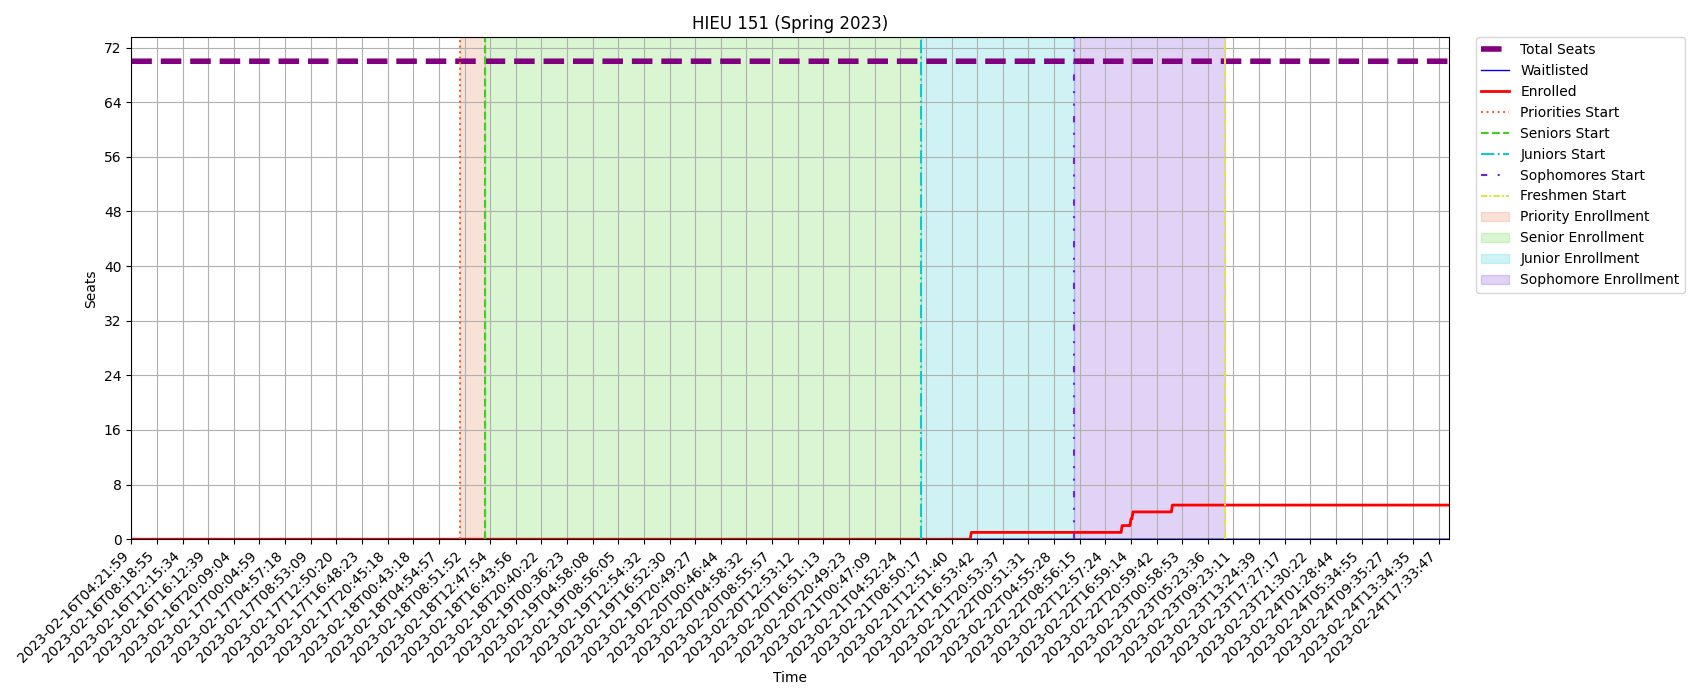 HIEU 151 (Spring 2023)
72
64
56
48
40
32
24
16
8
0
Seats
2023-02-16T04:21:59
2023-02-16T08:18:55
2023-02-16T12:15:34
2023-02-16T16:12:39
2023-02-16T20:09:04
2023-02-17T00:04:59
2023-02-17T04:57:18
2023-02-17T08:53:09
2023-02-17T12:50:20
2023-02-17T16:48:23
2023-02-17T20:45:18
2023-02-18T00:43:18
2023-02-18T04:54:57
2023-02-18T08:51:52
2023-02-18T12:47:54
2023-02-18T16:43:56
2023-02-18T20:40:22
2023-02-19T00:36:23
2023-02-19T04:58:08
2023-02-19T08:56:05
2023-02-19T12:54:32
2023-02-19T16:52:30
2023-02-19T20:49:27
2023-02-20T00:46:44
2023-02-20T04:58:32
2023-02-20T08:55:57
2023-02-20T12:53:12
2023-02-20T16:51:13
2023-02-20T20:49:23
2023-02-21T00:47:09
2023-02-21T04:52:24
2023-02-21T08:50:17
2023-02-21T12:51:40
2023-02-21T16:53:42
2023-02-21T20:53:37
2023-02-22T00:51:31
2023-02-22T04:55:28
2023-02-22T08:56:15
2023-02-22T12:57:24
2023-02-22T16:59:14
2023-02-22T20:59:42
2023-02-23T00:58:53
2023-02-23T05:23:36
2023-02-23T09:23:11
2023-02-23T13:24:39
2023-02-23T17:27:17
2023-02-23T21:30:22
2023-02-24T01:28:44
2023-02-24T05:34:55
2023-02-24T09:35:27
2023-02-24T13:34:35
2023-02-24T17:33:47
Time
Total Seats
Waitlisted
Enrolled
Priorities Start
Seniors Start
Juniors Start
Sophomores Start
Freshmen Start
Priority Enrollment
Senior Enrollment
Junior Enrollment
Sophomore Enrollment